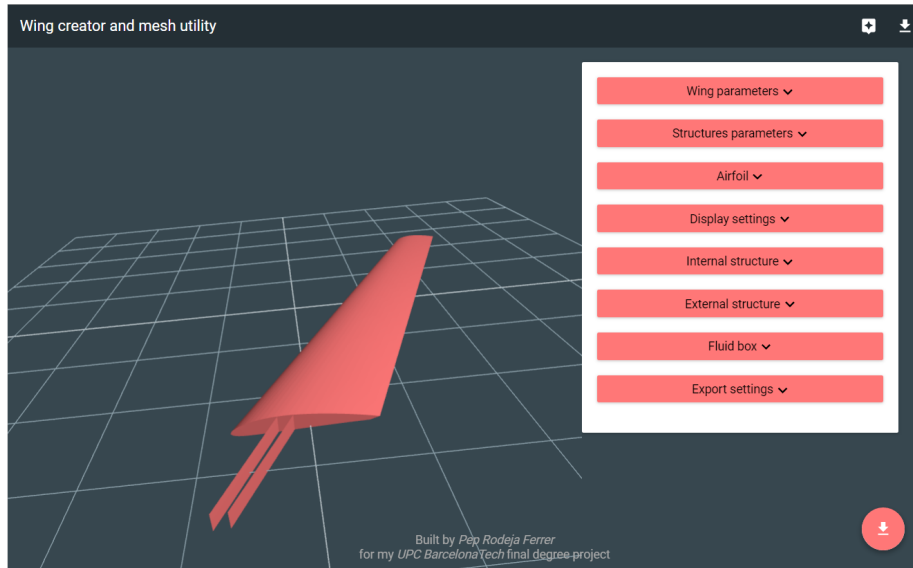 Wing creator and mesh utility
Wing parameters
Structures parameters
Airfoil
Display settings
Internal structure
External structure
Fluid box
Export settings
Built by Pep Rodeja Ferrer
for my UPC BarcelonaTech final degree project